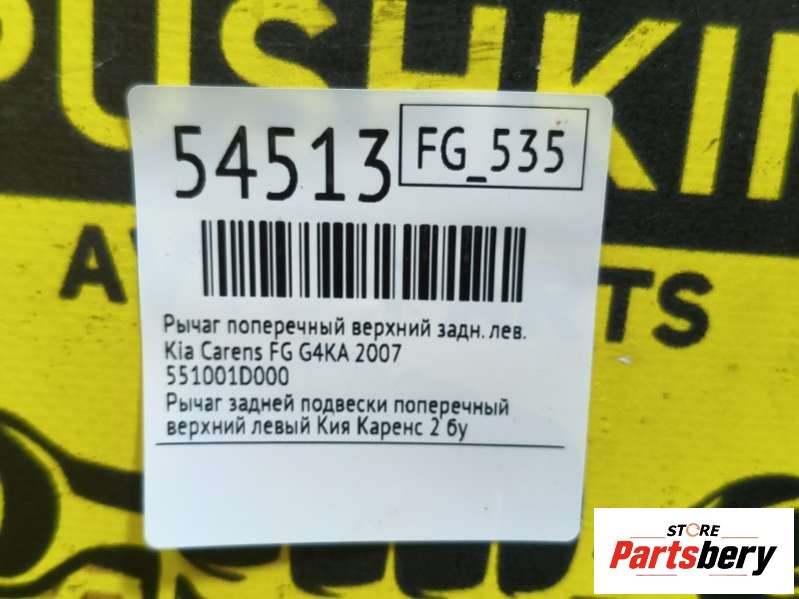 PUSHKIN
54513
FG_535
Рычаг поперечный верхний задн. лев.
Kia Carens FG G4KA 2007
551001D000
Рычаг задней подвески поперечный
верхний левый Кия Каренс 2 бу
STORE
Partsbery